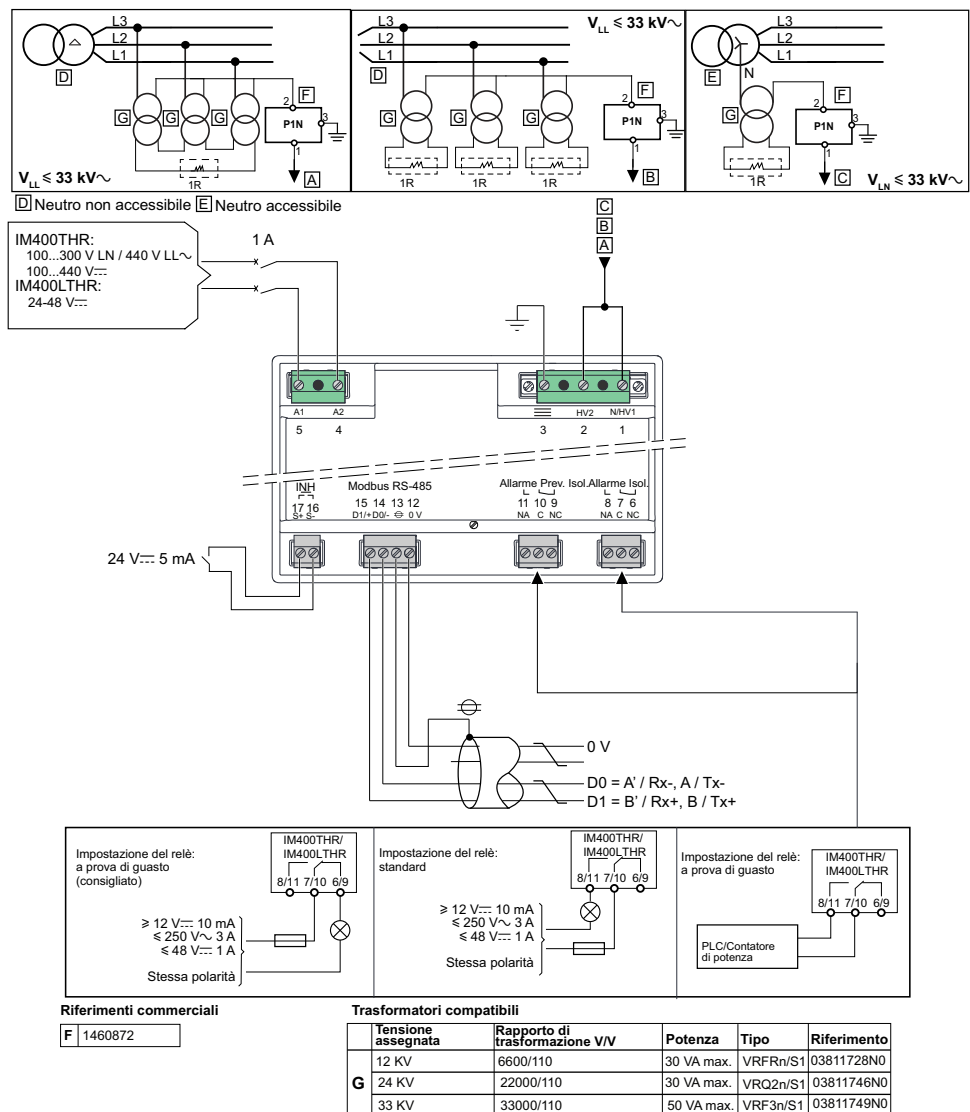 L3
L2
L1
D
G
G
G
1R
F
2
P1N
3
1
A
V_LL ≤ 33 kV~
L3
L2
L1
D
V_LL ≤ 33 kV~
G
G
G
1R
1R
1R
F
2
P1N
3
1
B
L3
L2
L1
E
N
G
1R
F
2
P1N
3
1
C
V_LN ≤ 33 kV~
D Neutro non accessibile E Neutro accessibile
C
B
A
IM400THR:
100...300 V LN / 440 V LL~
100...440 V⎓
IM400LTHR:
24-48 V⎓
1 A
A1 A2
5 4
HV2 N/HV1
3 2 1
INH
17 16
S+ S-
Modbus RS-485
15 14 13 12
D1/+ D0/- 0 V
Allarme Prev. Isol.
11 10 9
NA C NC
Allarme Isol.
8 7 6
NA C NC
24 V⎓ 5 mA
0 V
D0 = A' / Rx-, A / Tx-
D1 = B' / Rx+, B / Tx+
Impostazione del relè:
a prova di guasto
(consigliato)
IM400THR/
IM400LTHR
8/11 7/10 6/9
≥ 12 V⎓ 10 mA
≤ 250 V~ 3 A
≤ 48 V⎓ 1 A
Stessa polarità
Impostazione del relè:
standard
IM400THR/
IM400LTHR
8/11 7/10 6/9
≥ 12 V⎓ 10 mA
≤ 250 V~ 3 A
≤ 48 V⎓ 1 A
Stessa polarità
Impostazione del relè:
a prova di guasto
IM400THR/
IM400LTHR
8/11 7/10 6/9
PLC/Contatore
di potenza
Riferimenti commerciali
F 1460872
Trasformatori compatibili
Tensione assegnata Rapporto di trasformazione V/V Potenza Tipo Riferimento
G
12 KV 6600/110 30 VA max. VRFRn/S1 03811728N0
24 KV 22000/110 30 VA max. VRQ2n/S1 03811746N0
33 KV 33000/110 50 VA max. VRF3n/S1 03811749N0